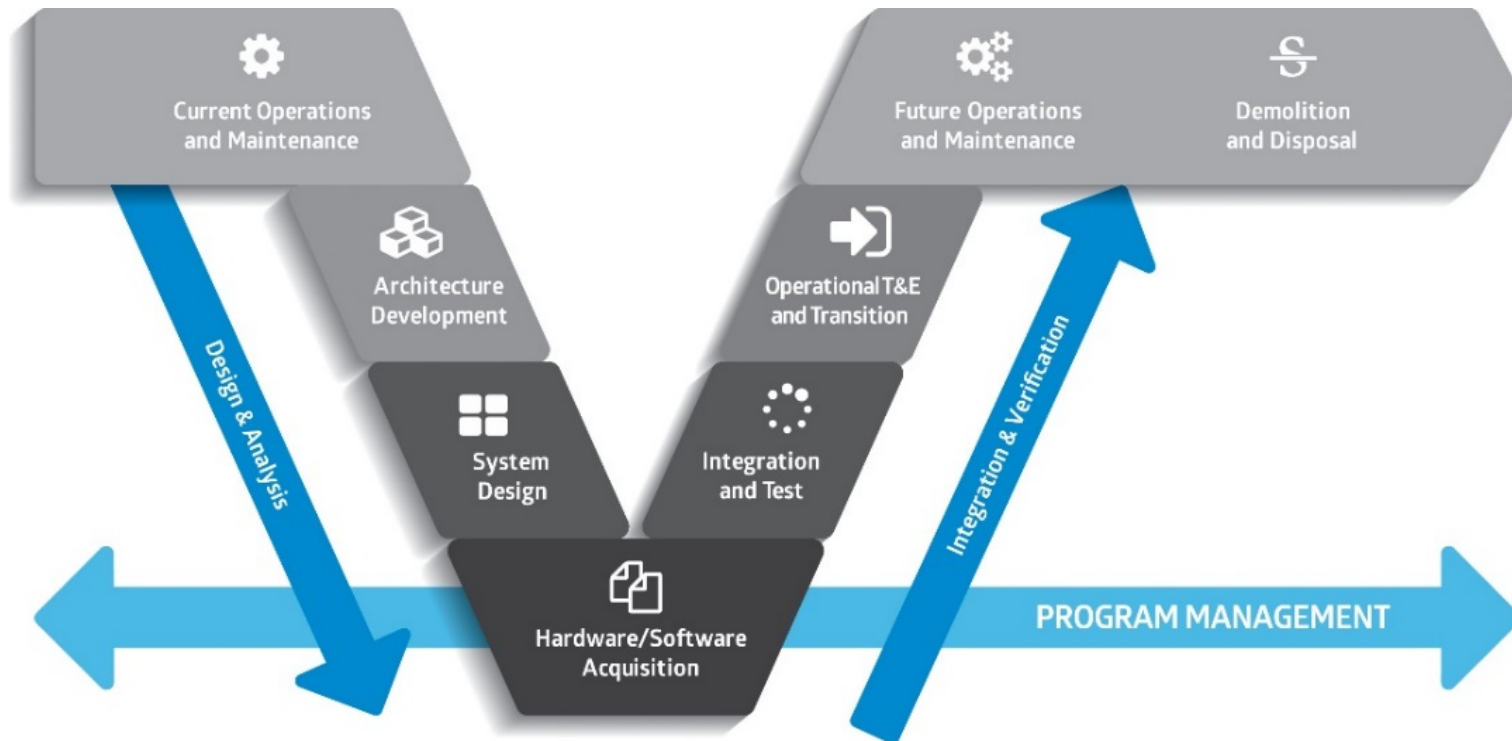 Current Operations
and Maintenance
Future Operations
and Maintenance
Demolition
and Disposal
Architecture
Development
Operational T&E
and Transition
Design & Analysis
System
Design
Integration
and Test
Integration & Verification
Hardware/Software
Acquisition
PROGRAM MANAGEMENT